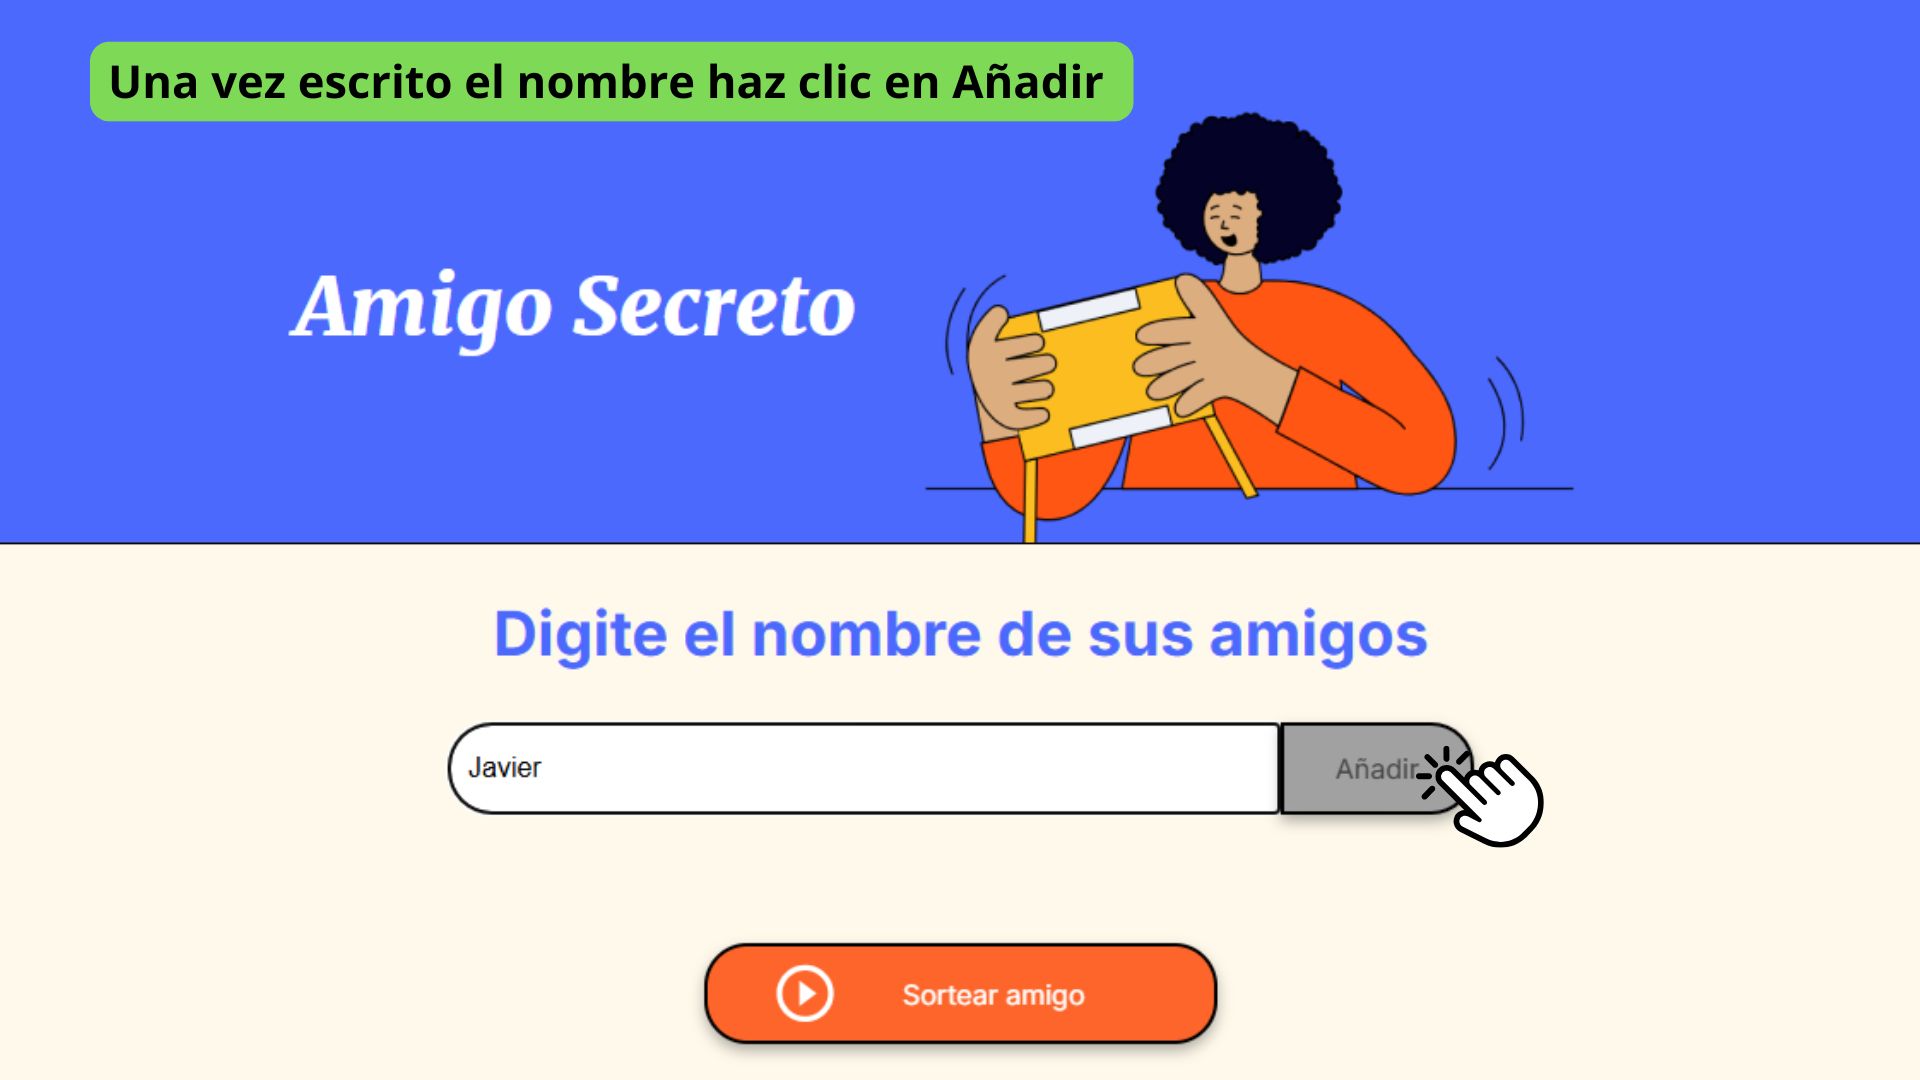 Una vez escrito el nombre haz clic en Añadir
Amigo Secreto
Digite el nombre de sus amigos
Javier
Añadir
Sortear amigo